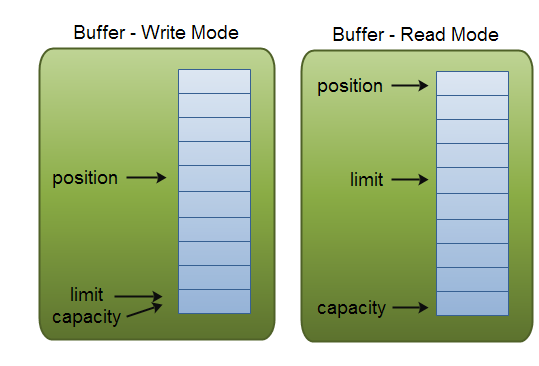 Buffer - Write Mode
position
limit
capacity
Buffer - Read Mode
position
limit
capacity